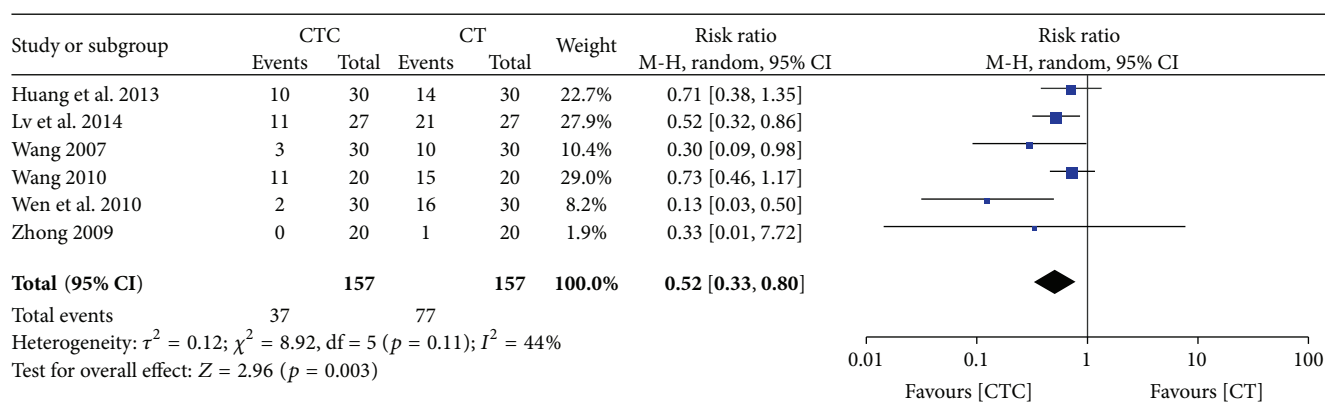 Study or subgroup CTC CT Weight Risk ratio Risk ratio
Events Total Events Total M-H, random, 95% CI M-H, random, 95% CI
Huang et al. 2013 10 30 14 30 22.7% 0.71 [0.38, 1.35]
Lv et al. 2014 11 27 21 27 27.9% 0.52 [0.32, 0.86]
Wang 2007 3 30 10 30 10.4% 0.30 [0.09, 0.98]
Wang 2010 11 20 15 20 29.0% 0.73 [0.46, 1.17]
Wen et al. 2010 2 30 16 30 8.2% 0.13 [0.03, 0.50]
Zhong 2009 0 20 1 20 1.9% 0.33 [0.01, 7.72]
Total (95% CI) 157 157 100.0% 0.52 [0.33, 0.80]
Total events 37 77
Heterogeneity: τ² = 0.12; χ² = 8.92, df = 5 (p = 0.11); I² = 44%
Test for overall effect: Z = 2.96 (p = 0.003)
0.01 0.1 1 10 100
Favours [CTC] Favours [CT]